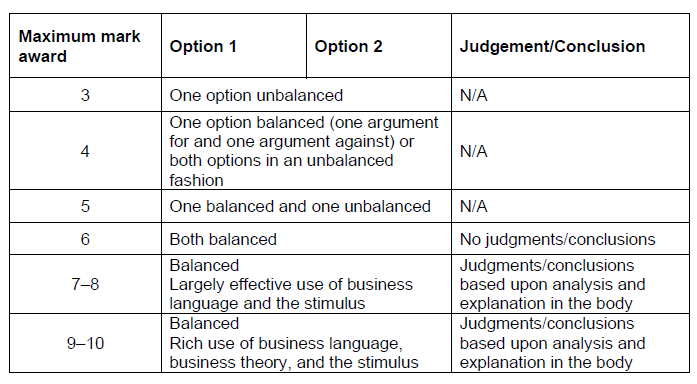 Maximum mark
award
Option 1
Option 2
Judgement/Conclusion
3
One option unbalanced
N/A
4
One option balanced (one argument
for and one argument against) or
both options in an unbalanced
fashion
N/A
5
One balanced and one unbalanced
N/A
6
Both balanced
No judgments/conclusions
7–8
Balanced
Largely effective use of business
language and the stimulus
Judgments/conclusions
based upon analysis and
explanation in the body
9–10
Balanced
Rich use of business language,
business theory, and the stimulus
Judgments/conclusions
based upon analysis and
explanation in the body